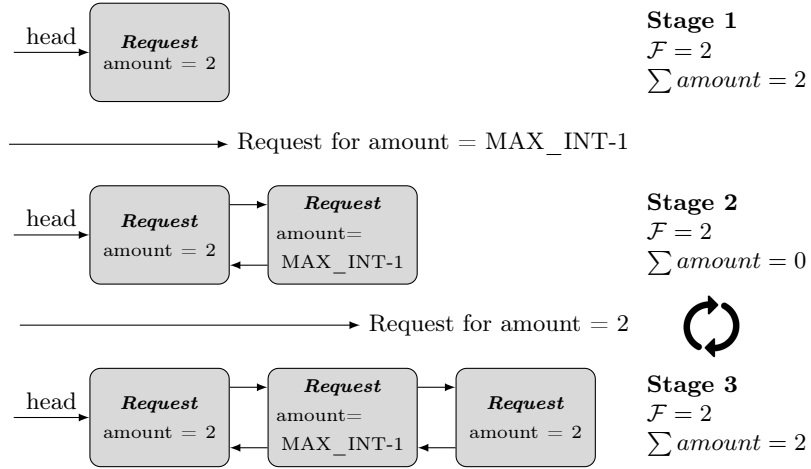 head
Request
amount = 2
Stage 1
ℱ = 2
∑ amount = 2
Request for amount = MAX_INT-1
head
Request
amount = 2
Request
amount=
MAX_INT-1
Stage 2
ℱ = 2
∑ amount = 0
Request for amount = 2
head
Request
amount = 2
Request
amount=
MAX_INT-1
Request
amount = 2
Stage 3
ℱ = 2
∑ amount = 2